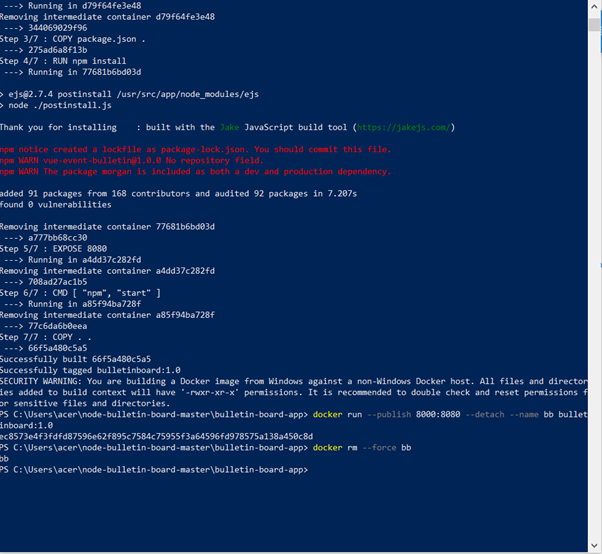 ---> Running in d79f64fe3e48
Removing intermediate container d79f64fe3e48
---> 344069029f96
Step 3/7 : COPY package.json .
---> 275ad6a8f13b
Step 4/7 : RUN npm install
---> Running in 77681b6bd03d
> ejs@2.7.4 postinstall /usr/src/app/node_modules/ejs
> node ./postinstall.js
Thank you for installing : built with the Jake JavaScript build tool (https://jakejs.com/)
npm notice created a lockfile as package-lock.json. You should commit this file.
npm WARN vue-event-bulletin@1.0.0 No repository field.
npm WARN The package morgan is included as both a dev and production dependency.
added 91 packages from 168 contributors and audited 92 packages in 7.207s
found 0 vulnerabilities
Removing intermediate container 77681b6bd03d
---> a777bb68cc30
Step 5/7 : EXPOSE 8080
---> Running in a4dd37c282fd
Removing intermediate container a4dd37c282fd
---> 708ad27ac1b5
Step 6/7 : CMD [ "npm", "start" ]
---> Running in a85f94ba728f
Removing intermediate container a85f94ba728f
---> 77c6da6b0eea
Step 7/7 : COPY . .
---> 66f5a480c5a5
Successfully built 66f5a480c5a5
Successfully tagged bulletinboard:1.0
SECURITY WARNING: You are building a Docker image from Windows against a non-Windows Docker host. All files and director
ies added to build context will have '-rwxr-xr-x' permissions. It is recommended to double check and reset permissions f
or sensitive files and directories.
PS C:\Users\acer\node-bulletin-board-master\bulletin-board-app> docker run --publish 8000:8080 --detach --name bb bullet
inboard:1.0
ec8573e4f3fdfd87596e62f895c7584c75955f3a64596fd978575a138a450c8d
PS C:\Users\acer\node-bulletin-board-master\bulletin-board-app> docker rm --force bb
bb
PS C:\Users\acer\node-bulletin-board-master\bulletin-board-app>